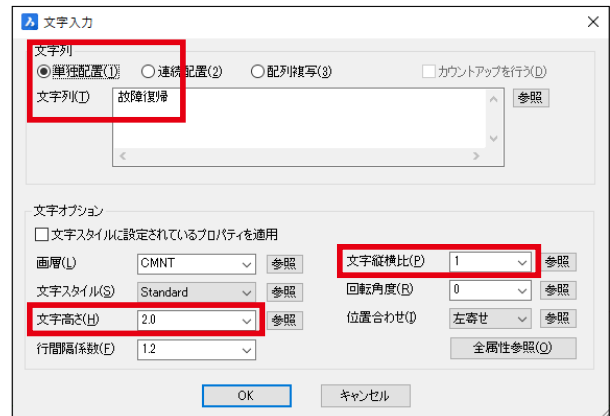 文字入力
文字列
単独配置(1) 連続配置(2) 配列複写(3) カウントアップを行う(D)
文字列(T) 故障復帰 参照
文字オプション
文字スタイルに設定されているプロパティを適用
画層(L) CMNT 参照 文字縦横比(P) 1 参照
文字スタイル(S) Standard 参照 回転角度(R) 0 参照
文字高さ(H) 2.0 参照 位置合わせ(I) 左寄せ 参照
行間隔係数(F) 1.2 全属性参照(O)
OK キャンセル